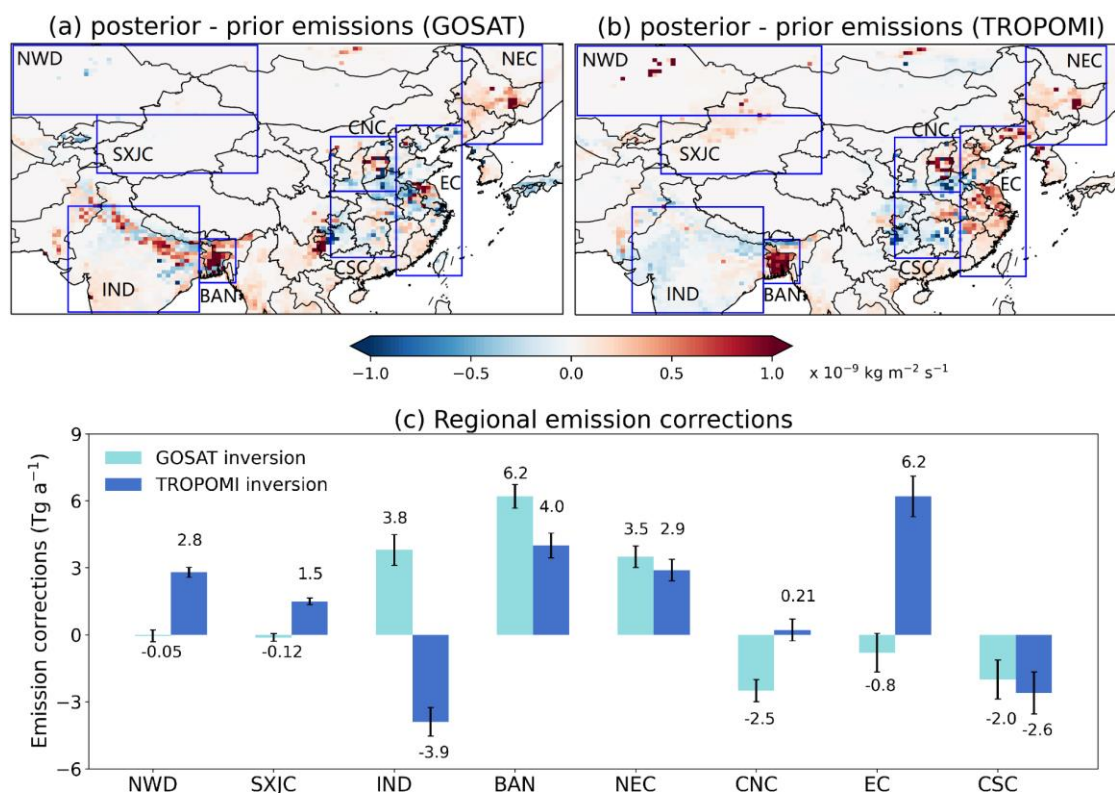 (a) posterior - prior emissions (GOSAT)
NWD
NEC
CNC
SXJC
EC
IND
BAN
CSC
(b) posterior - prior emissions (TROPOMI)
NWD
NEC
CNC
SXJC
EC
IND
BAN
CSC
−1.0 −0.5 0.0 0.5 1.0 x 10⁻⁹ kg m⁻² s⁻¹
(c) Regional emission corrections
Emission corrections (Tg a⁻¹)
9
6
3
0
−3
−6
GOSAT inversion
TROPOMI inversion
-0.05
2.8
-0.12
1.5
3.8
-3.9
6.2
4.0
3.5
2.9
-2.5
0.21
-0.8
6.2
-2.0
-2.6
NWD SXJC IND BAN NEC CNC EC CSC